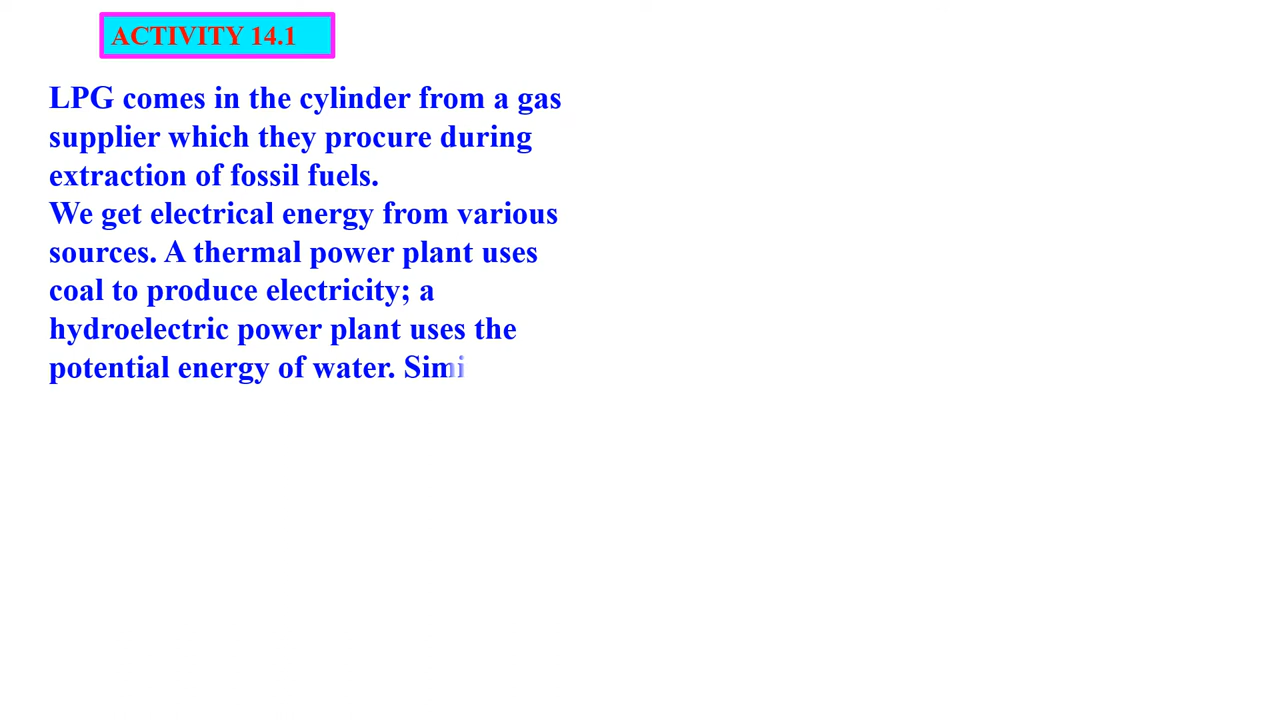 ACTIVITY 14.1
LPG comes in the cylinder from a gas
supplier which they procure during
extraction of fossil fuels.
We get electrical energy from various
sources. A thermal power plant uses
coal to produce electricity; a
hydroelectric power plant uses the
potential energy of water. Simi